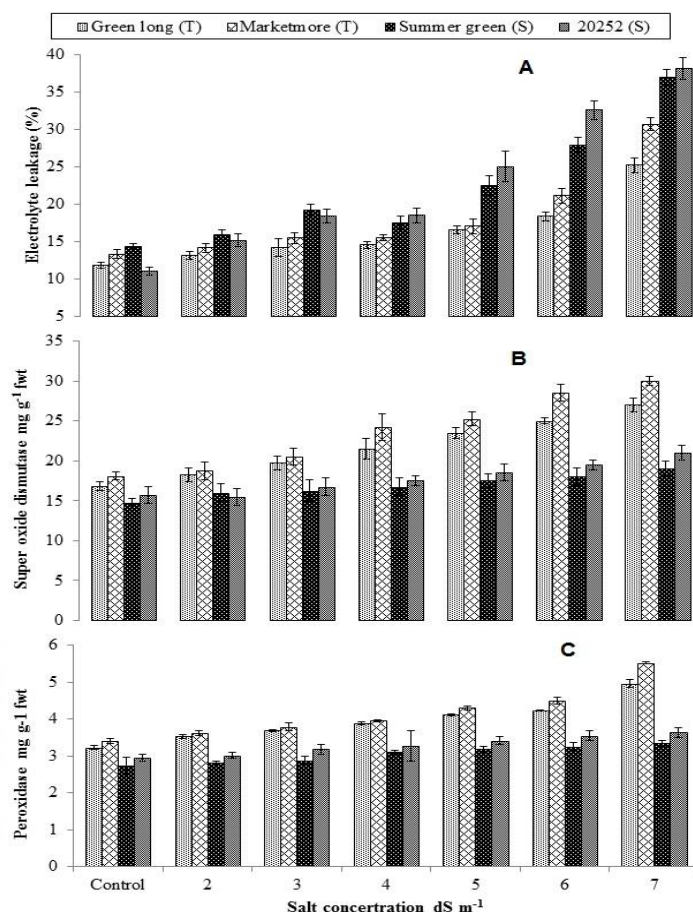 Green long (T) Marketmore (T) Summer green (S) 20252 (S)
A
Electrolyte leakage (%)
40
35
30
25
20
15
10
5
B
Super oxide dismutase mg g-1 fwt
35
30
25
20
15
10
5
0
C
Peroxidase mg g-1 fwt
6
5
4
3
2
1
0
Control 2 3 4 5 6 7
Salt concertration dS m-1